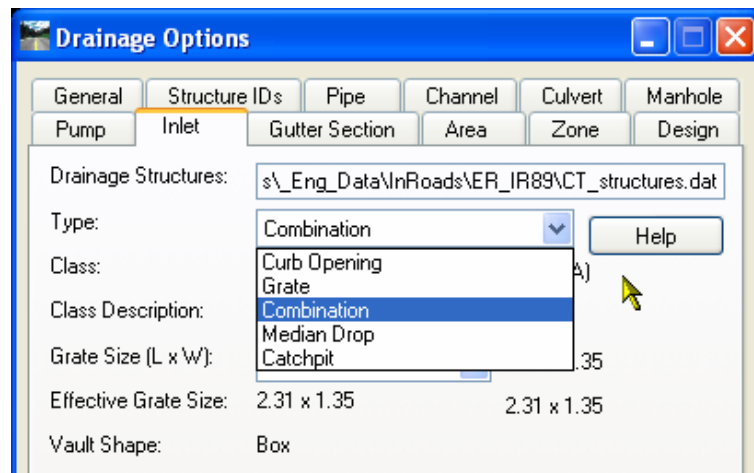 Drainage Options
General Structure IDs Pipe Channel Culvert Manhole
Pump Inlet Gutter Section Area Zone Design
Drainage Structures: s\_Eng_Data\InRoads\ER_IR89\CT_structures.dat
Type: Combination Help
Curb Opening
Class: A)
Grate
Class Description: Combination
Median Drop
Grate Size (L x W): Catchpit .35
Effective Grate Size: 2.31 x 1.35 2.31 x 1.35
Vault Shape: Box